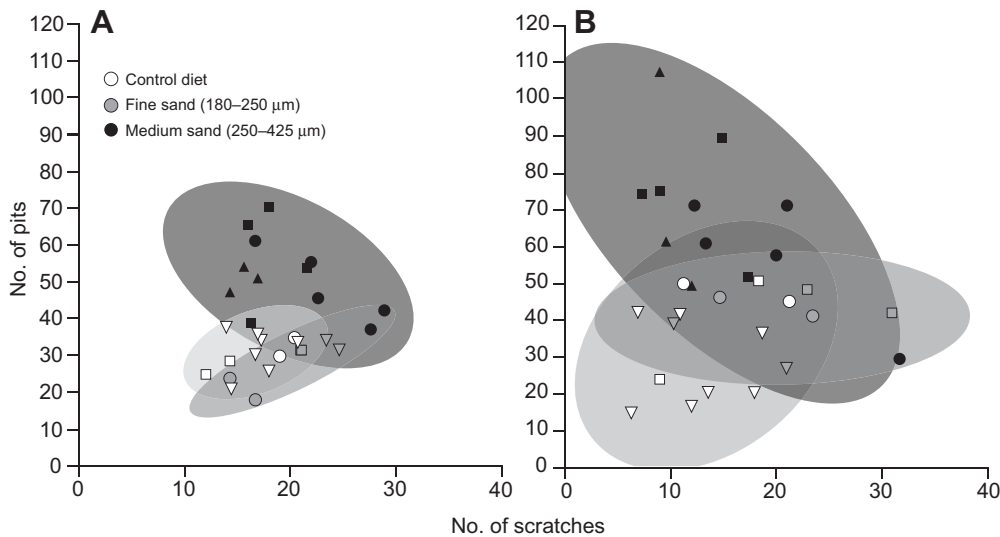 A
B
Control diet
Fine sand (180–250 μm)
Medium sand (250–425 μm)
No. of pits
120
110
100
90
80
70
60
50
40
30
20
10
0
0 10 20 30 40
120
110
100
90
80
70
60
50
40
30
20
10
0
0 10 20 30 40
No. of scratches